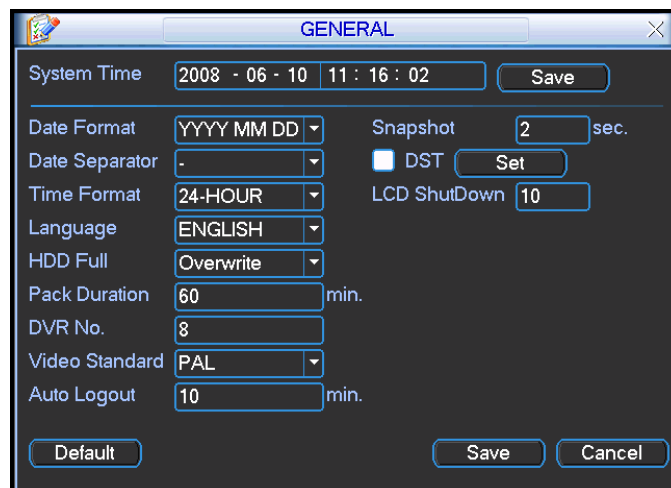 GENERAL
System Time 2008 - 06 - 10 11 : 16 : 02 Save
Date Format YYYY MM DD Snapshot 2 sec.
Date Separator - DST Set
Time Format 24-HOUR LCD ShutDown 10
Language ENGLISH
HDD Full Overwrite
Pack Duration 60 min.
DVR No. 8
Video Standard PAL
Auto Logout 10 min.
Default Save Cancel